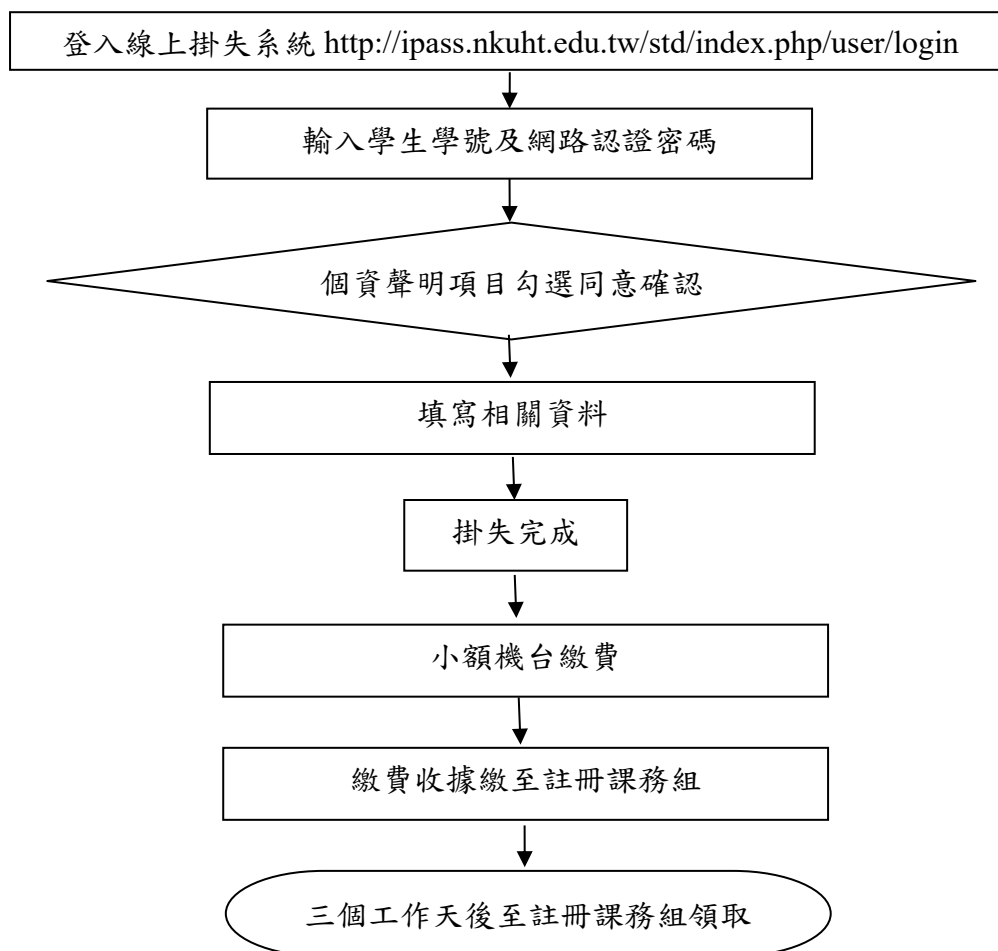 登入線上掛失系統 http://ipass.nkuht.edu.tw/std/index.php/user/login
輸入學生學號及網路認證密碼
個資聲明項目勾選同意確認
填寫相關資料
掛失完成
小額機台繳費
繳費收據繳至註冊課務組
三個工作天後至註冊課務組領取